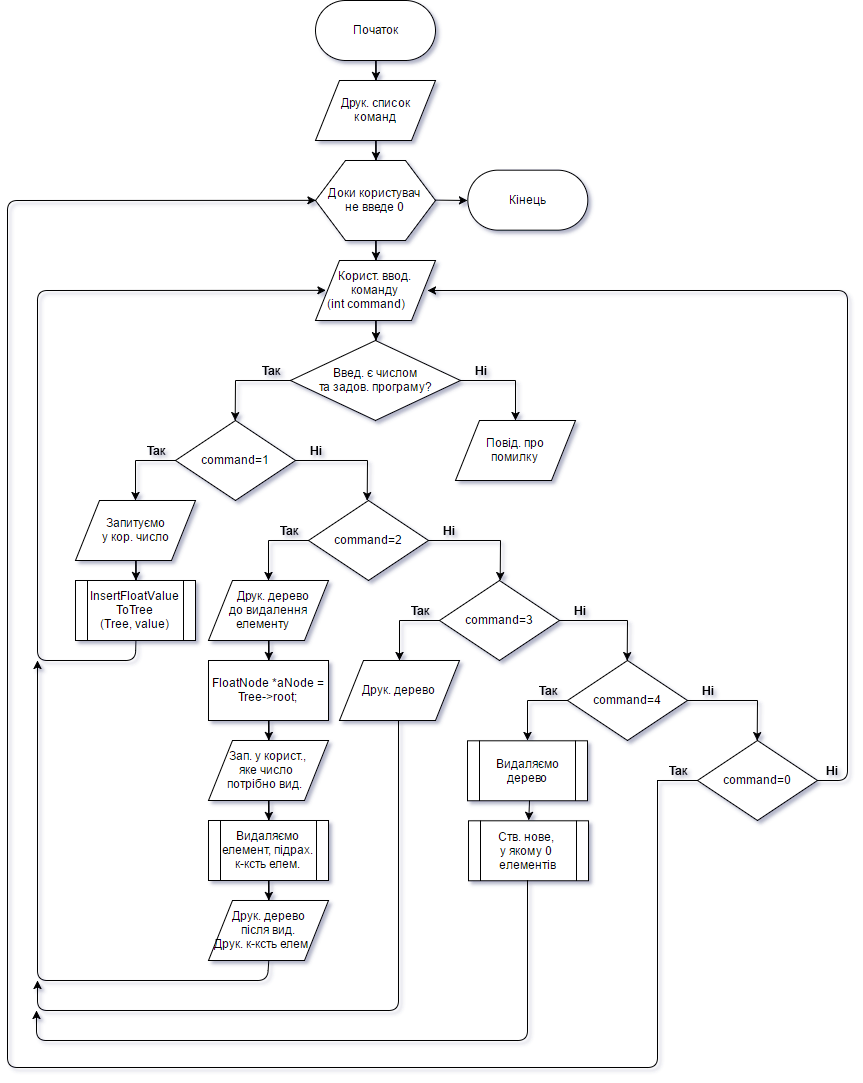 Початок
Друк. список
команд
Доки користувач
не введе 0
Кінець
Корист. ввод.
команду
(int command)
Введ. є числом
та задов. програму?
Так
Ні
Повід. про
помилку
command=1
Так
Ні
Запитуємо
у кор. число
InsertFloatValue
ToTree
(Tree, value)
command=2
Так
Ні
Друк. дерево
до видалення
елементу
FloatNode *aNode =
Tree->root;
Зап. у корист.,
яке число
потрібно вид.
Видаляємо
елемент, підрах.
к-ксть елем.
Друк. дерево
після вид.
Друк. к-ксть елем
command=3
Так
Ні
Друк. дерево
command=4
Так
Ні
Видаляємо
дерево
Ств. нове,
у якому 0
елементів
command=0
Так
Ні